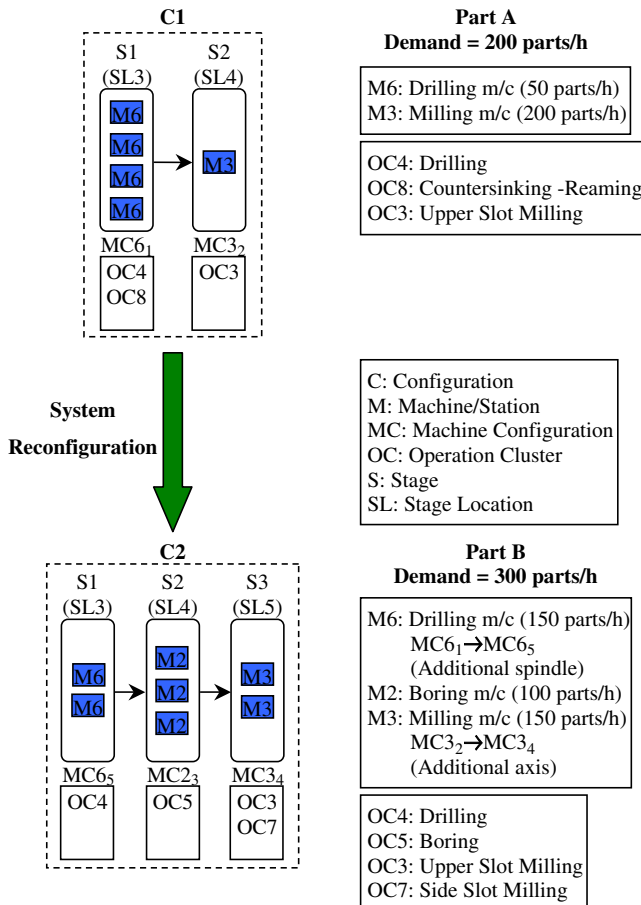 C1
S1
(SL3)
S2
(SL4)
M6
M6
M6
M6
M3
MC6₁
MC3₂
OC4
OC8
OC3
Part A
Demand = 200 parts/h
M6: Drilling m/c (50 parts/h)
M3: Milling m/c (200 parts/h)
OC4: Drilling
OC8: Countersinking -Reaming
OC3: Upper Slot Milling
System
Reconfiguration
C: Configuration
M: Machine/Station
MC: Machine Configuration
OC: Operation Cluster
S: Stage
SL: Stage Location
C2
S1
(SL3)
S2
(SL4)
S3
(SL5)
M6
M6
M2
M2
M2
M3
M3
MC6₅
MC2₃
MC3₄
OC4
OC5
OC3
OC7
Part B
Demand = 300 parts/h
M6: Drilling m/c (150 parts/h)
MC6₁→MC6₅
(Additional spindle)
M2: Boring m/c (100 parts/h)
M3: Milling m/c (150 parts/h)
MC3₂→MC3₄
(Additional axis)
OC4: Drilling
OC5: Boring
OC3: Upper Slot Milling
OC7: Side Slot Milling